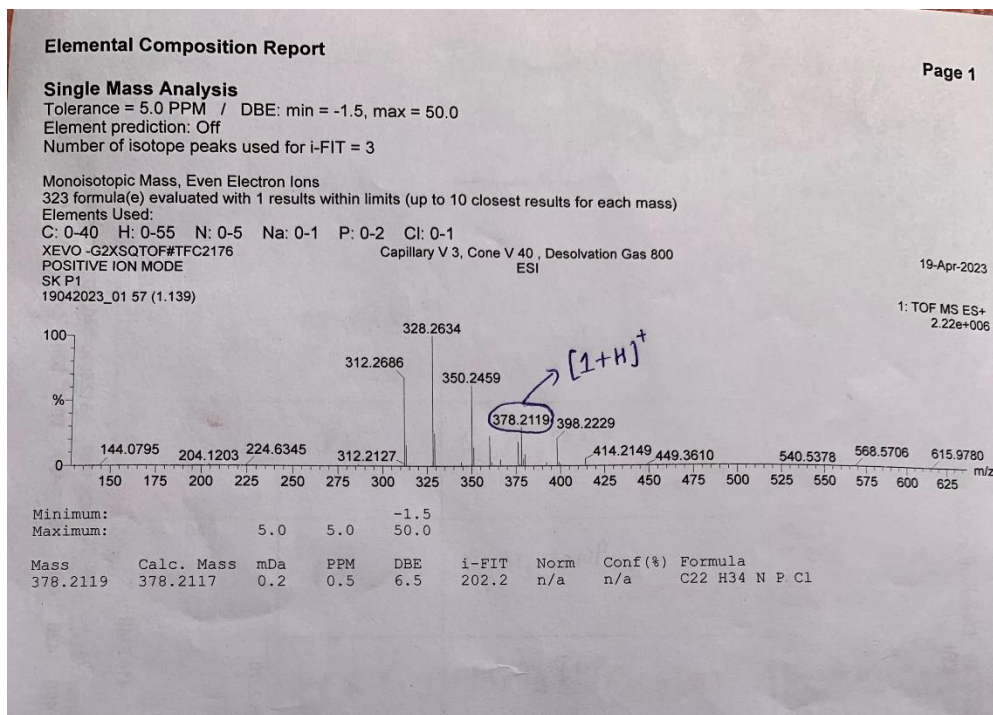 Elemental Composition Report
Page 1
Single Mass Analysis
Tolerance = 5.0 PPM / DBE: min = -1.5, max = 50.0
Element prediction: Off
Number of isotope peaks used for i-FIT = 3
Monoisotopic Mass, Even Electron Ions
323 formula(e) evaluated with 1 results within limits (up to 10 closest results for each mass)
Elements Used:
C: 0-40 H: 0-55 N: 0-5 Na: 0-1 P: 0-2 Cl: 0-1
XEVO -G2XSQTOF#TFC2176 Capillary V 3, Cone V 40 , Desolvation Gas 800
POSITIVE ION MODE ESI 19-Apr-2023
SK P1
19042023_01 57 (1.139) 1: TOF MS ES+
2.22e+006
100 328.2634
[1+H]+
312.2686
350.2459
%
378.2119 398.2229
144.0795 204.1203 224.6345 312.2127 414.2149 449.3610 540.5378 568.5706 615.9780
0 m/z
150 175 200 225 250 275 300 325 350 375 400 425 450 475 500 525 550 575 600 625
Minimum: -1.5
Maximum: 5.0 5.0 50.0
Mass Calc. Mass mDa PPM DBE i-FIT Norm Conf(%) Formula
378.2119 378.2117 0.2 0.5 6.5 202.2 n/a n/a C22 H34 N P Cl